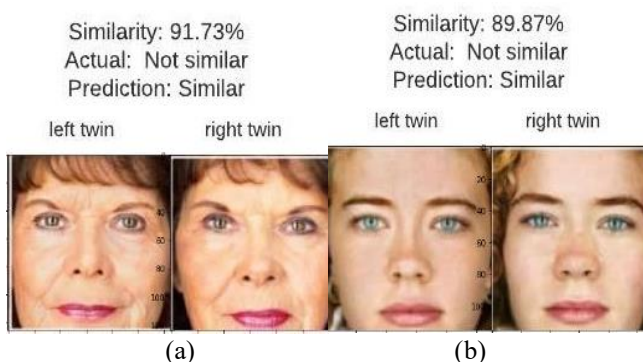 Similarity: 91.73%
Actual: Not similar
Prediction: Similar
left twin right twin
Similarity: 89.87%
Actual: Not similar
Prediction: Similar
left twin right twin
(a)
(b)